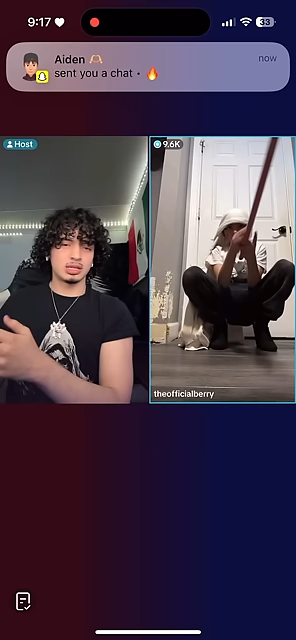 9:17
33
Aiden
now
sent you a chat • 🔥
Host
9.6K
theofficialberry